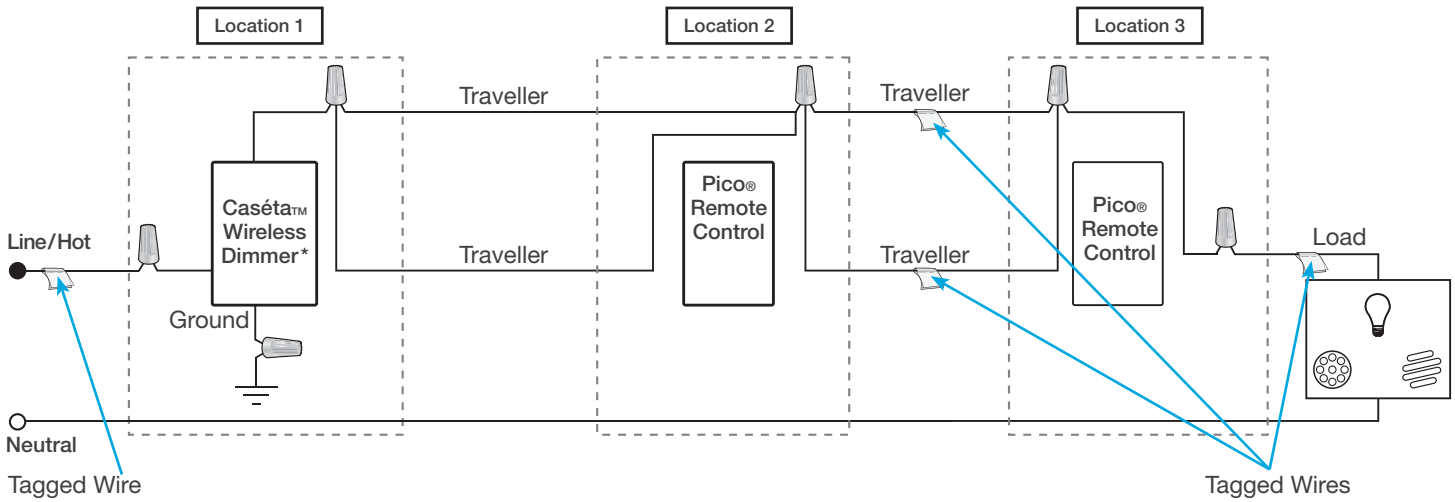 Location 1
Location 2
Location 3
Traveller
Traveller
Caséta™
Wireless
Dimmer*
Pico®
Remote
Control
Pico®
Remote
Control
Line/Hot
Traveller
Traveller
Load
Ground
Neutral
Tagged Wire
Tagged Wires